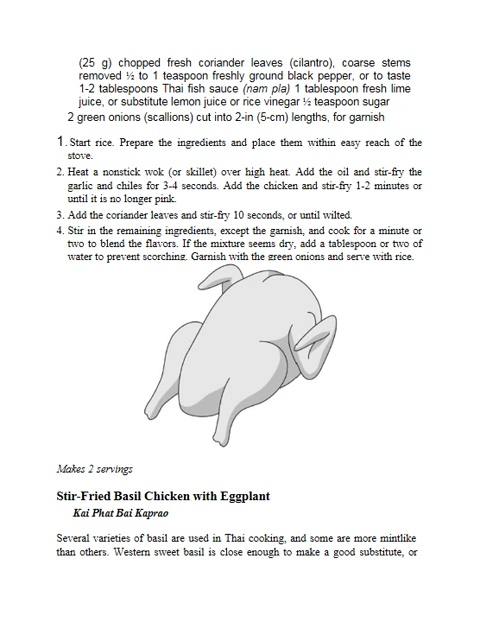 (25 g) chopped fresh coriander leaves (cilantro), coarse stems
removed ½ to 1 teaspoon freshly ground black pepper, or to taste
1-2 tablespoons Thai fish sauce (nam pla) 1 tablespoon fresh lime
juice, or substitute lemon juice or rice vinegar ½ teaspoon sugar
2 green onions (scallions) cut into 2-in (5-cm) lengths, for garnish
1. Start rice. Prepare the ingredients and place them within easy reach of the
stove.
2. Heat a nonstick wok (or skillet) over high heat. Add the oil and stir-fry the
garlic and chiles for 3-4 seconds. Add the chicken and stir-fry 1-2 minutes or
until it is no longer pink.
3. Add the coriander leaves and stir-fry 10 seconds, or until wilted.
4. Stir in the remaining ingredients, except the garnish, and cook for a minute or
two to blend the flavors. If the mixture seems dry, add a tablespoon or two of
water to prevent scorching. Garnish with the green onions and serve with rice.
Makes 2 servings
Stir-Fried Basil Chicken with Eggplant
Kai Phat Bai Kaprao
Several varieties of basil are used in Thai cooking, and some are more mintlike
than others. Western sweet basil is close enough to make a good substitute, or